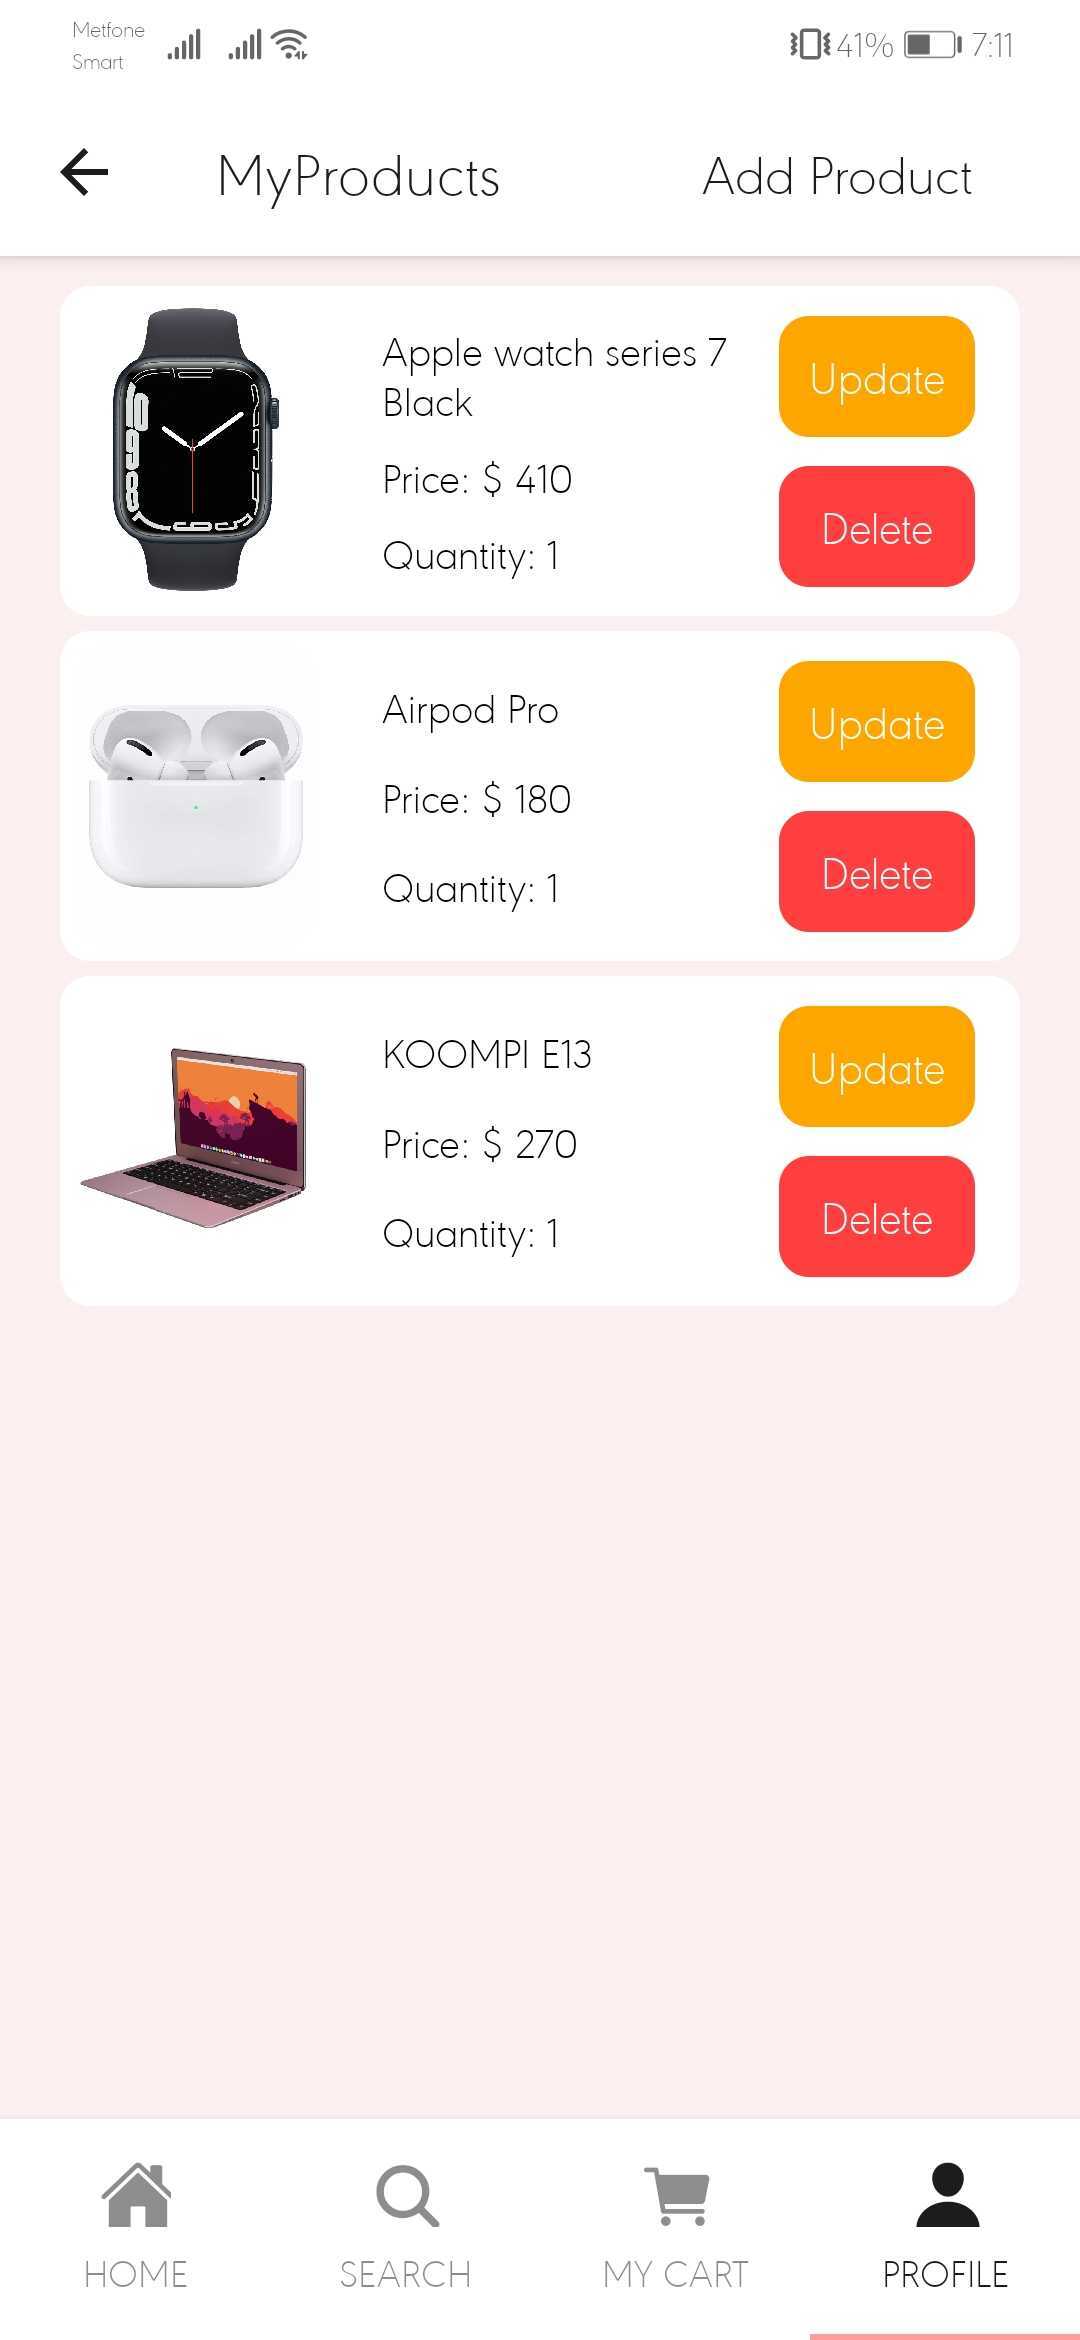 Metfone
Smart
41%
7:11
MyProducts
Add Product
Apple watch series 7
Black
Price: $ 410
Quantity: 1
Update
Delete
Airpod Pro
Price: $ 180
Quantity: 1
Update
Delete
KOOMPI E13
Price: $ 270
Quantity: 1
Update
Delete
HOME
SEARCH
MY CART
PROFILE